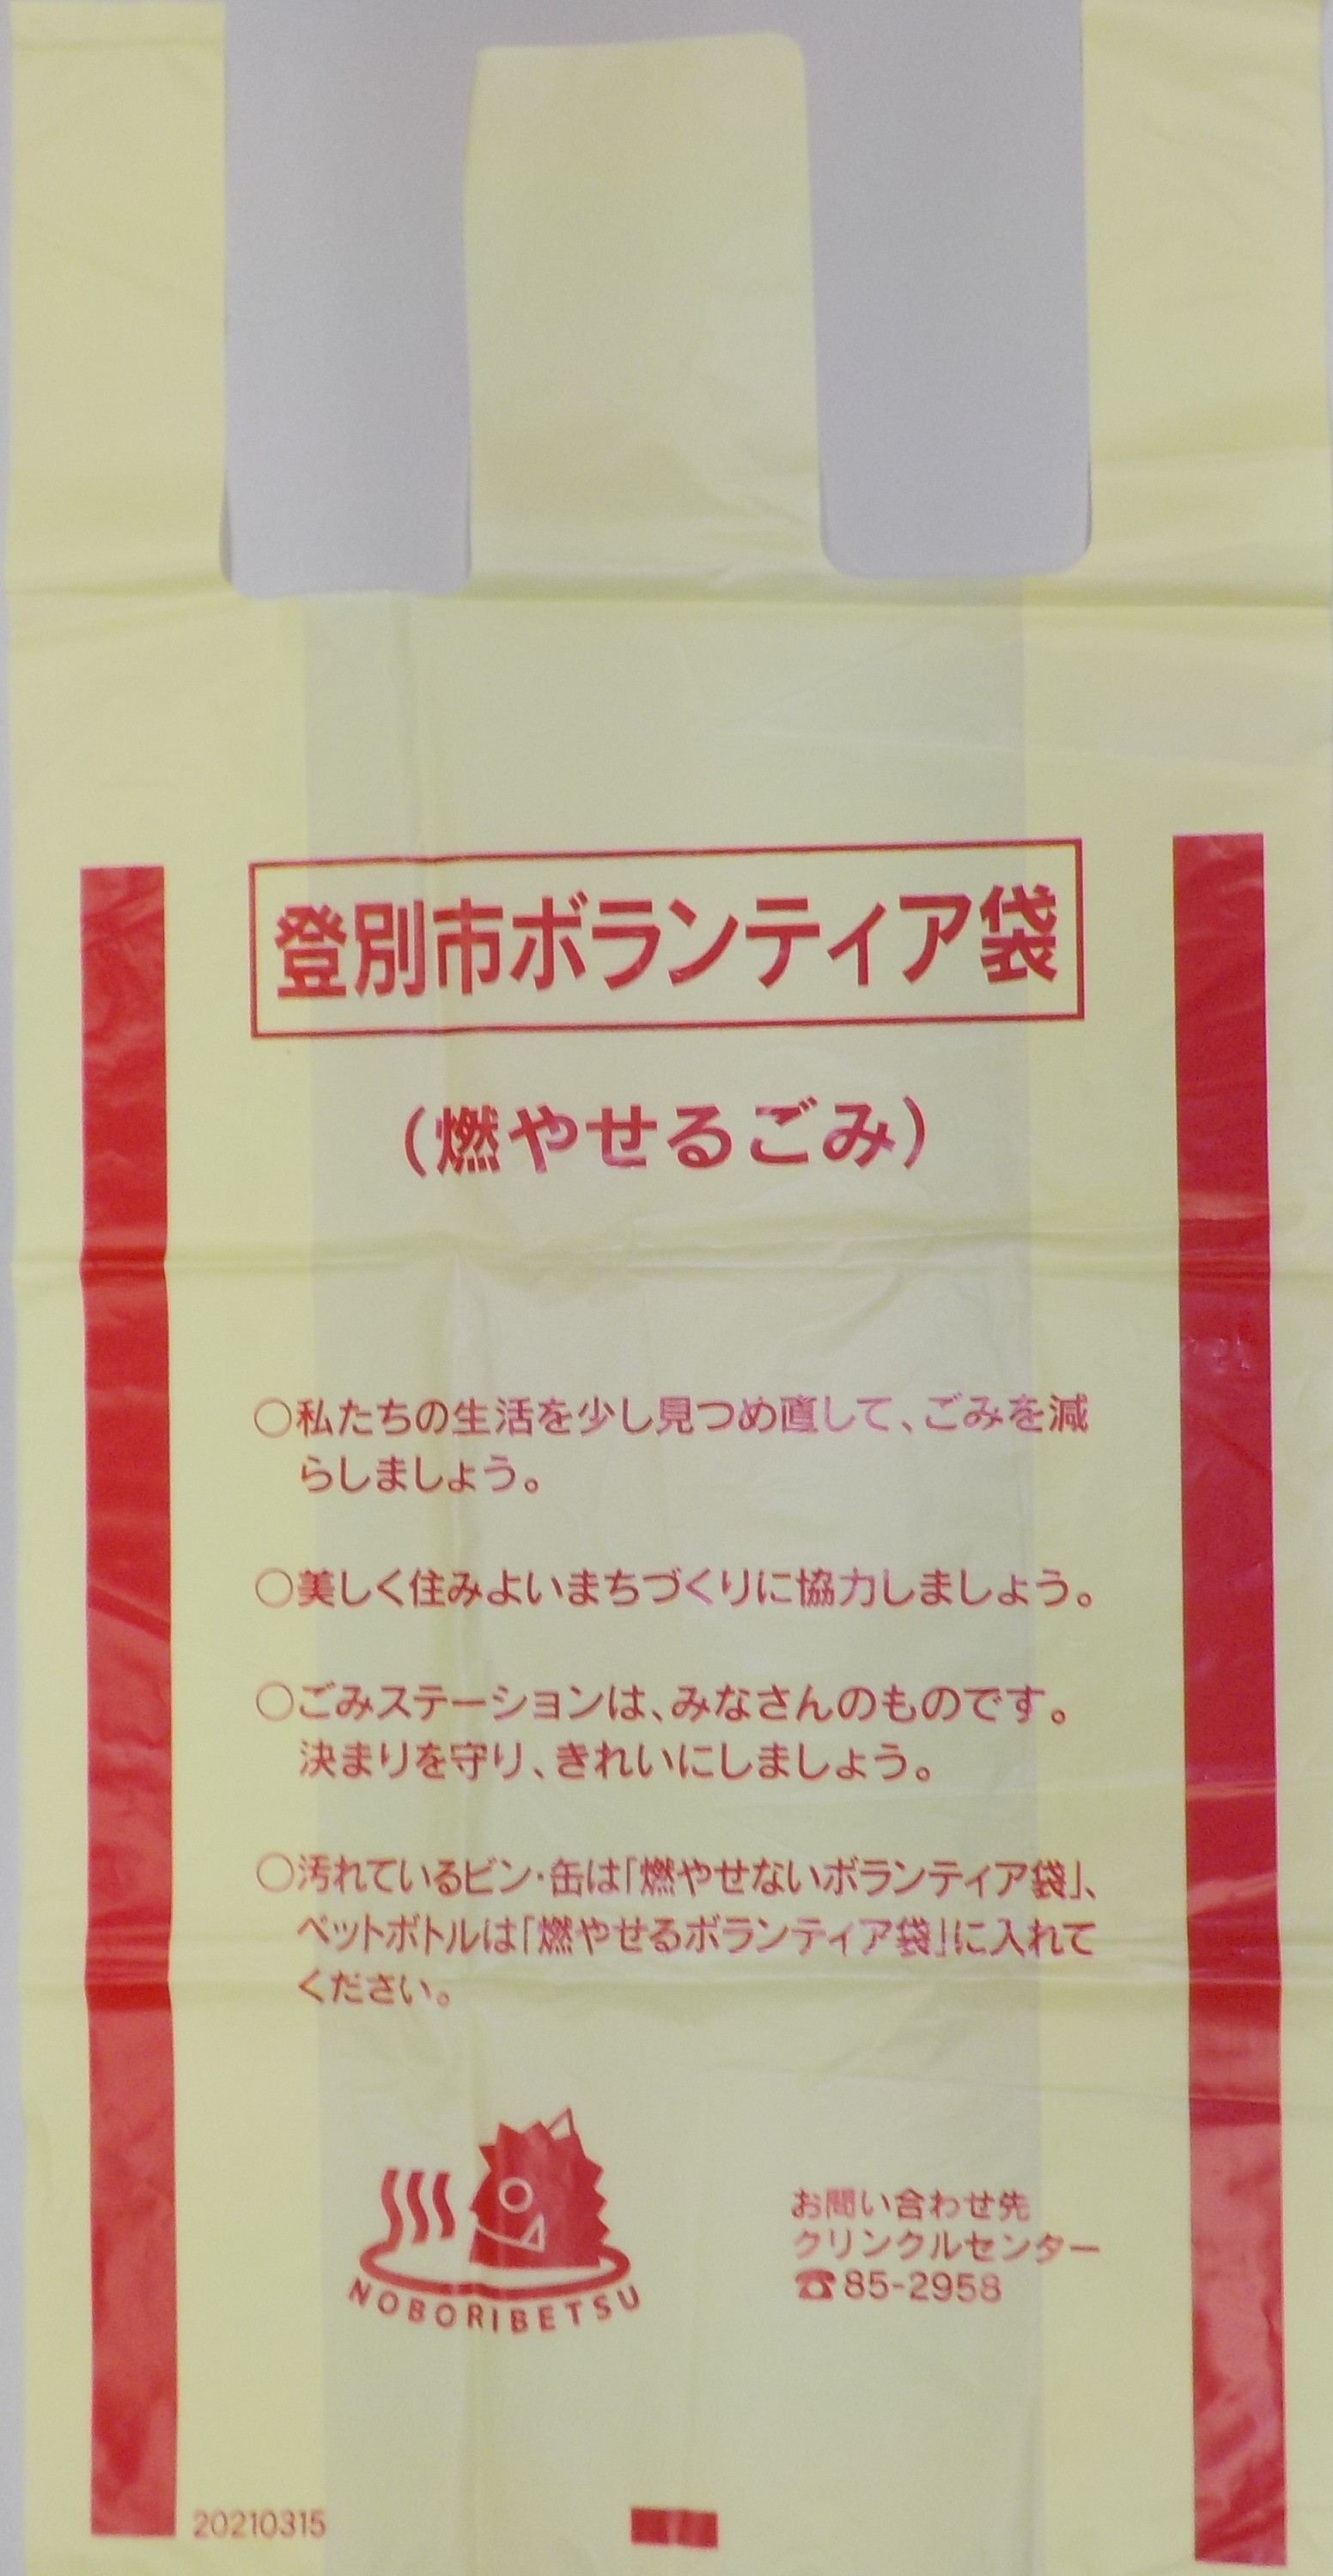 登別市ボランティア袋
(燃やせるごみ)
○私たちの生活を少し見つめ直して、ごみを減
らしましょう。
○美しく住みよいまちづくりに協力しましょう。
○ごみステーションは、みなさんのものです。
決まりを守り、きれいにしましょう。
○汚れているビン・缶は「燃やせないボランティア袋」、
ペットボトルは「燃やせるボランティア袋」に入れて
ください。
お問い合わせ先
クリンクルセンター
☎85-2958
NOBORIBETSU
20210315